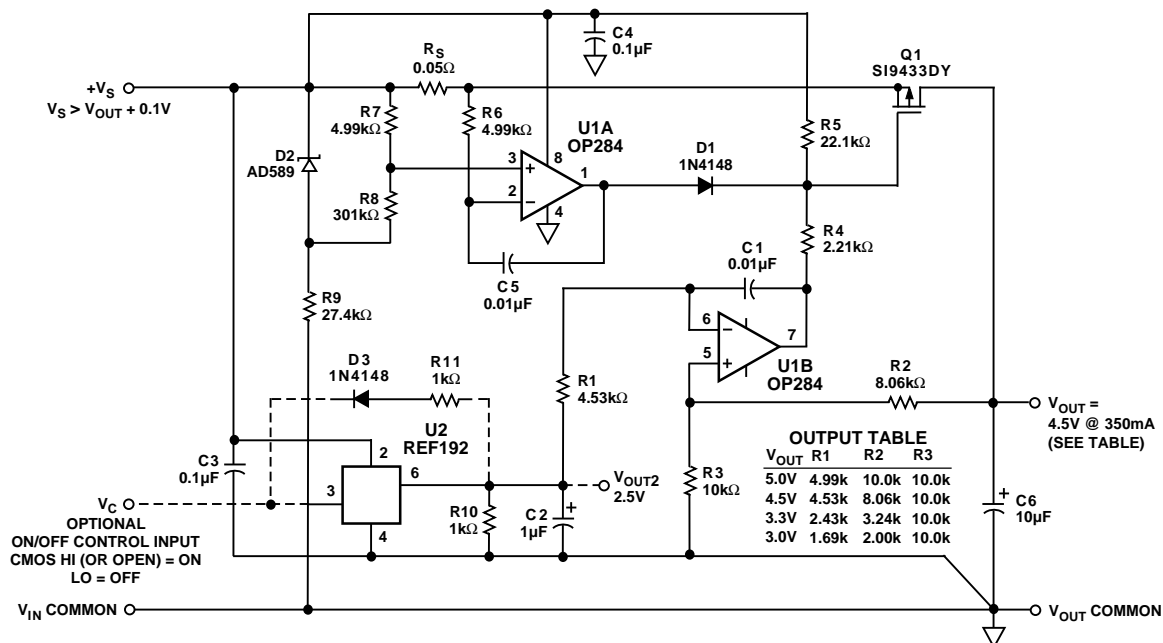 C4
0.1µF
RS
0.05Ω
Q1
SI9433DY
+VS
VS > VOUT + 0.1V
R7
4.99kΩ
R6
4.99kΩ
U1A
OP284
R5
22.1kΩ
D2
AD589
3
+
8
1
D1
1N4148
2
–
4
R8
301kΩ
R4
2.21kΩ
C1
0.01µF
C5
0.01µF
R9
27.4kΩ
6
–
7
5
+
U1B
OP284
D3
1N4148
R11
1kΩ
R1
4.53kΩ
R2
8.06kΩ
U2
REF192
VOUT =
4.5V @ 350mA
(SEE TABLE)
OUTPUT TABLE
VOUT R1 R2 R3
5.0V 4.99k 10.0k 10.0k
4.5V 4.53k 8.06k 10.0k
3.3V 2.43k 3.24k 10.0k
3.0V 1.69k 2.00k 10.0k
C3
0.1µF
2
6
3
4
VOUT2
2.5V
R3
10kΩ
+
C6
10µF
VC
OPTIONAL
ON/OFF CONTROL INPUT
CMOS HI (OR OPEN) = ON
LO = OFF
R10
1kΩ
C2
1µF
+
VIN COMMON
VOUT COMMON